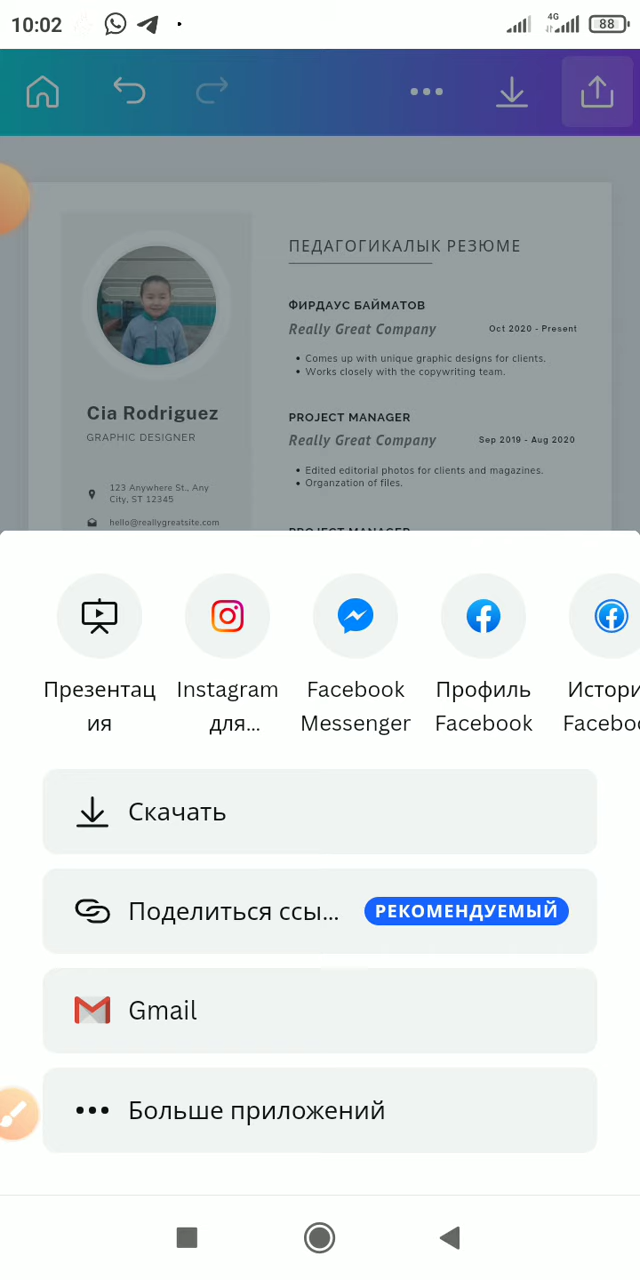 10:02
4G
88
ПЕДАГОГИКАЛЫК РЕЗЮМЕ
ФИРДАУС БАЙМАТОВ
Really Great Company
Oct 2020 - Present
Comes up with unique graphic designs for clients.
Works closely with the copywriting team.
Cia Rodriguez
GRAPHIC DESIGNER
PROJECT MANAGER
Really Great Company
Sep 2019 - Aug 2020
Edited editorial photos for clients and magazines.
Organzation of files.
123 Anywhere St., Any
City, ST 12345
hello@reallygreatsite.com
PROJECT MANAGER
Презентац
ия
Instagram
для...
Facebook
Messenger
Профиль
Facebook
Истори
Faceboo
Скачать
Поделиться ссы...
РЕКОМЕНДУЕМЫЙ
Gmail
Больше приложений